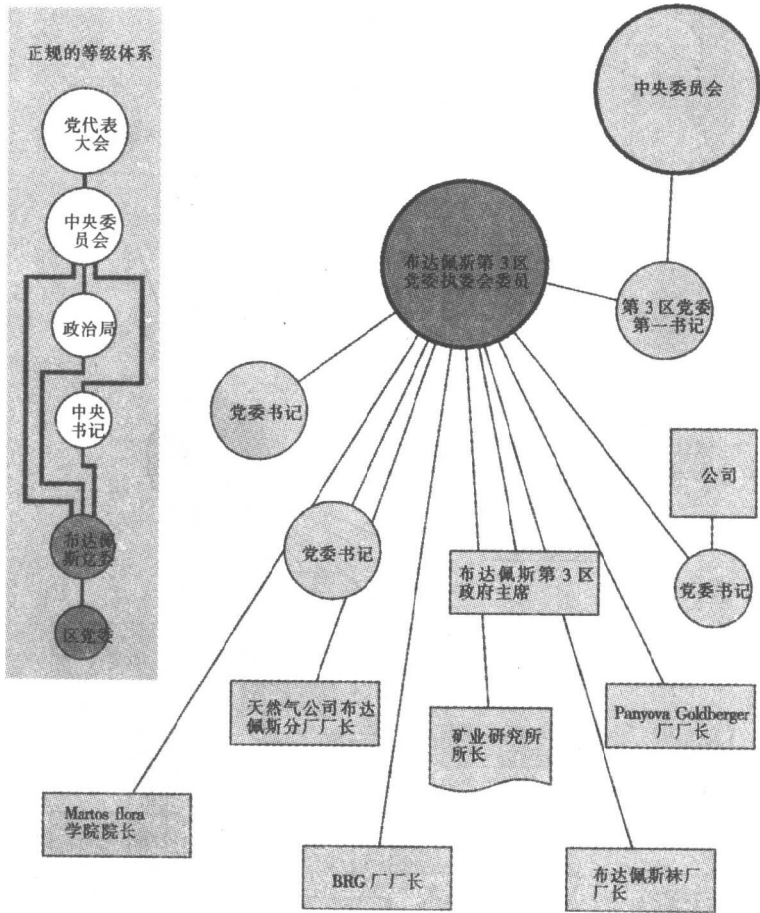 正规的等级体系
党代表
大会
中央委
员会
政治局
中央
书记
布达佩
斯党委
区党委
中央委员会
布达佩斯第3区
党委执委会委员
第3区党委
第一书记
党委书记
公司
党委书记
党委书记
布达佩斯第3区
政府主席
天然气公司布达
佩斯分厂厂长
矿业研究所
所长
Panyova Goldberger
厂厂长
Martos flora
学院院长
BRG厂厂长
布达佩斯袜厂
厂长